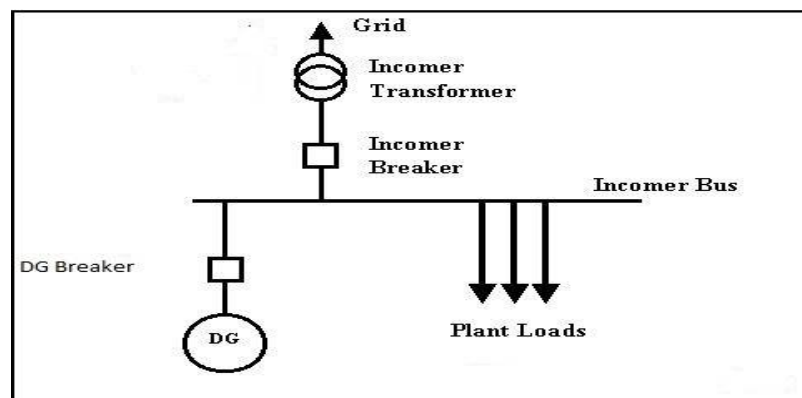 Grid
Incomer
Transformer
Incomer
Breaker
Incomer Bus
DG Breaker
DG
Plant Loads